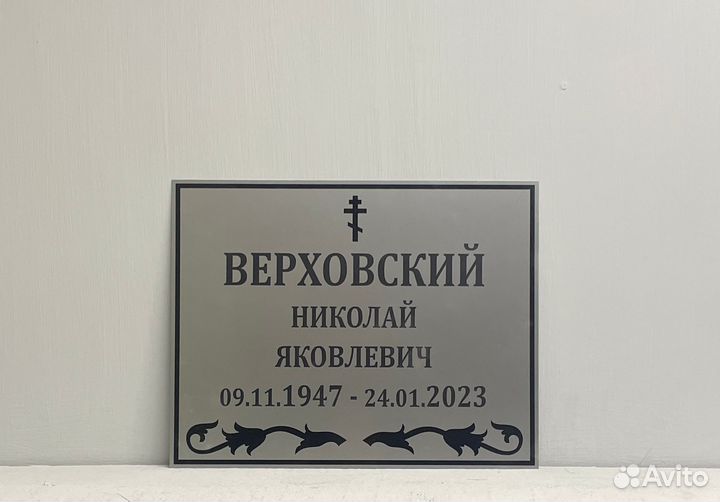 ВЕРХОВСКИЙ
НИКОЛАЙ
ЯКОВЛЕВИЧ
09.11.1947 - 24.01.2023
Avito